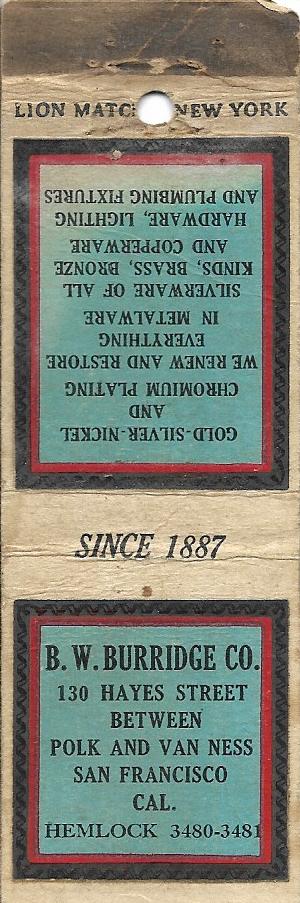 LION MATCH NEW YORK
GOLD-SILVER-NICKEL
AND
CHROMIUM PLATING
WE RENEW AND RESTORE
EVERYTHING
IN METALWARE
SILVERWARE OF ALL
KINDS, BRASS, BRONZE
AND COPPERWARE
HARDWARE, LIGHTING
AND PLUMBING FIXTURES
SINCE 1887
B. W. BURRIDGE CO.
130 HAYES STREET
BETWEEN
POLK AND VAN NESS
SAN FRANCISCO
CAL.
HEMLOCK 3480-3481